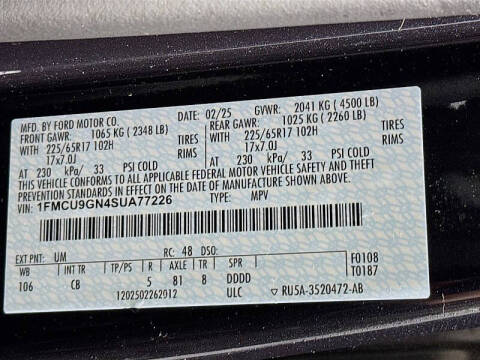 MFD. BY FORD MOTOR CO.
DATE: 02/25 GVWR: 2041 KG ( 4500 LB)
FRONT GAWR: 1065 KG ( 2348 LB) REAR GAWR: 1025 KG ( 2260 LB)
WITH 225/65R17 102H TIRES WITH 225/65R17 102H TIRES
17x7.0J RIMS 17x7.0J RIMS
AT 230 kPa/ 33 PSI COLD AT 230 kPa/ 33 PSI COLD
THIS VEHICLE CONFORMS TO ALL APPLICABLE FEDERAL MOTOR VEHICLE SAFETY AND THEFT
PREVENTION STANDARDS IN EFFECT ON THE DATE OF MANUFACTURE SHOWN ABOVE.
VIN: 1FMCU9GN4SUA77226 TYPE: MPV
EXT PNT: UM RC: 48 DSO: F0108
WB INT TR TP/PS R AXLE TR T0187
106 CB 5 81 8 DDDD
1202502262012 ULC ▽RU5A-3520472-AB